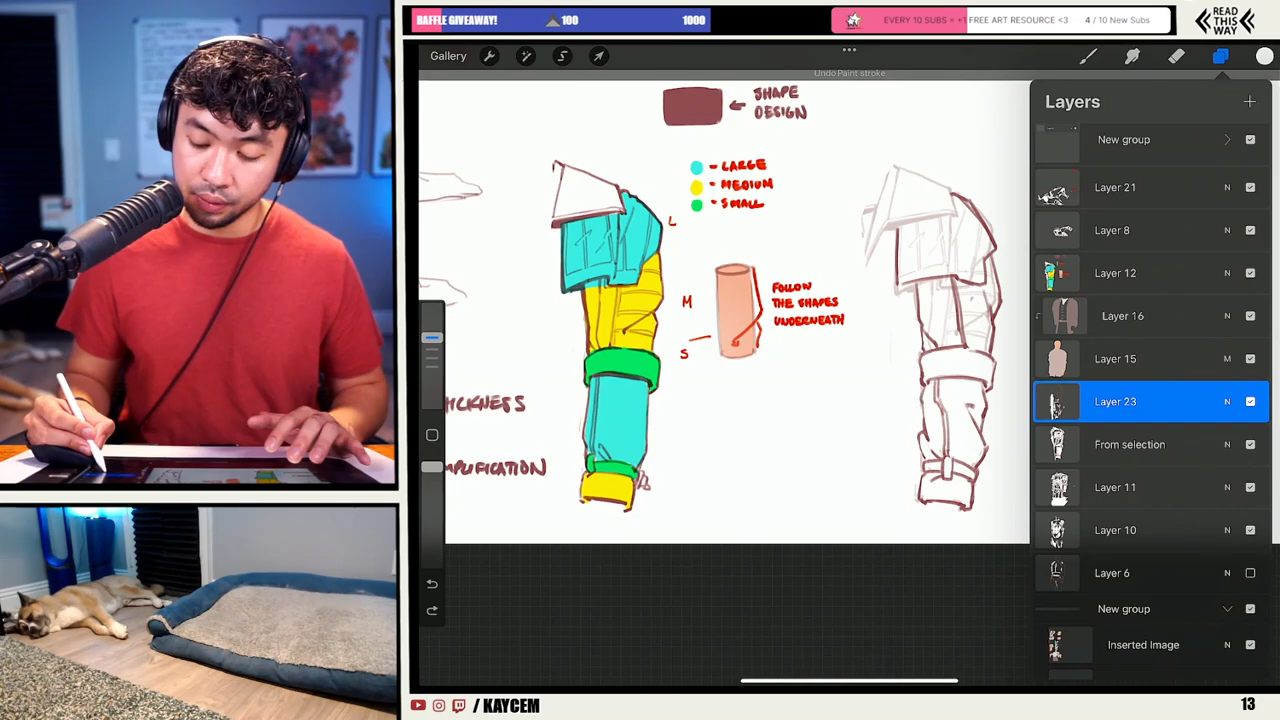 RAFFLE GIVEAWAY!
100
1000
EVERY 10 SUBS = +1 FREE ART RESOURCE <3
4 / 10 New Subs
READ
THIS
WAY
Gallery
Undo Paint stroke
SHAPE
DESIGN
- LARGE
- MEDIUM
- SMALL
L
M
S
FOLLOW
THE SHAPES
UNDERNEATH
ICKNESS
MPLIFICATION
Layers
New group
Layer 21 N
Layer 8 N
Layer 12 N
Layer 16 N
Layer 15 M
Layer 23 N
From selection N
Layer 11 N
Layer 10 N
Layer 6 N
New group
Inserted Image N
/ KAYCEM
13